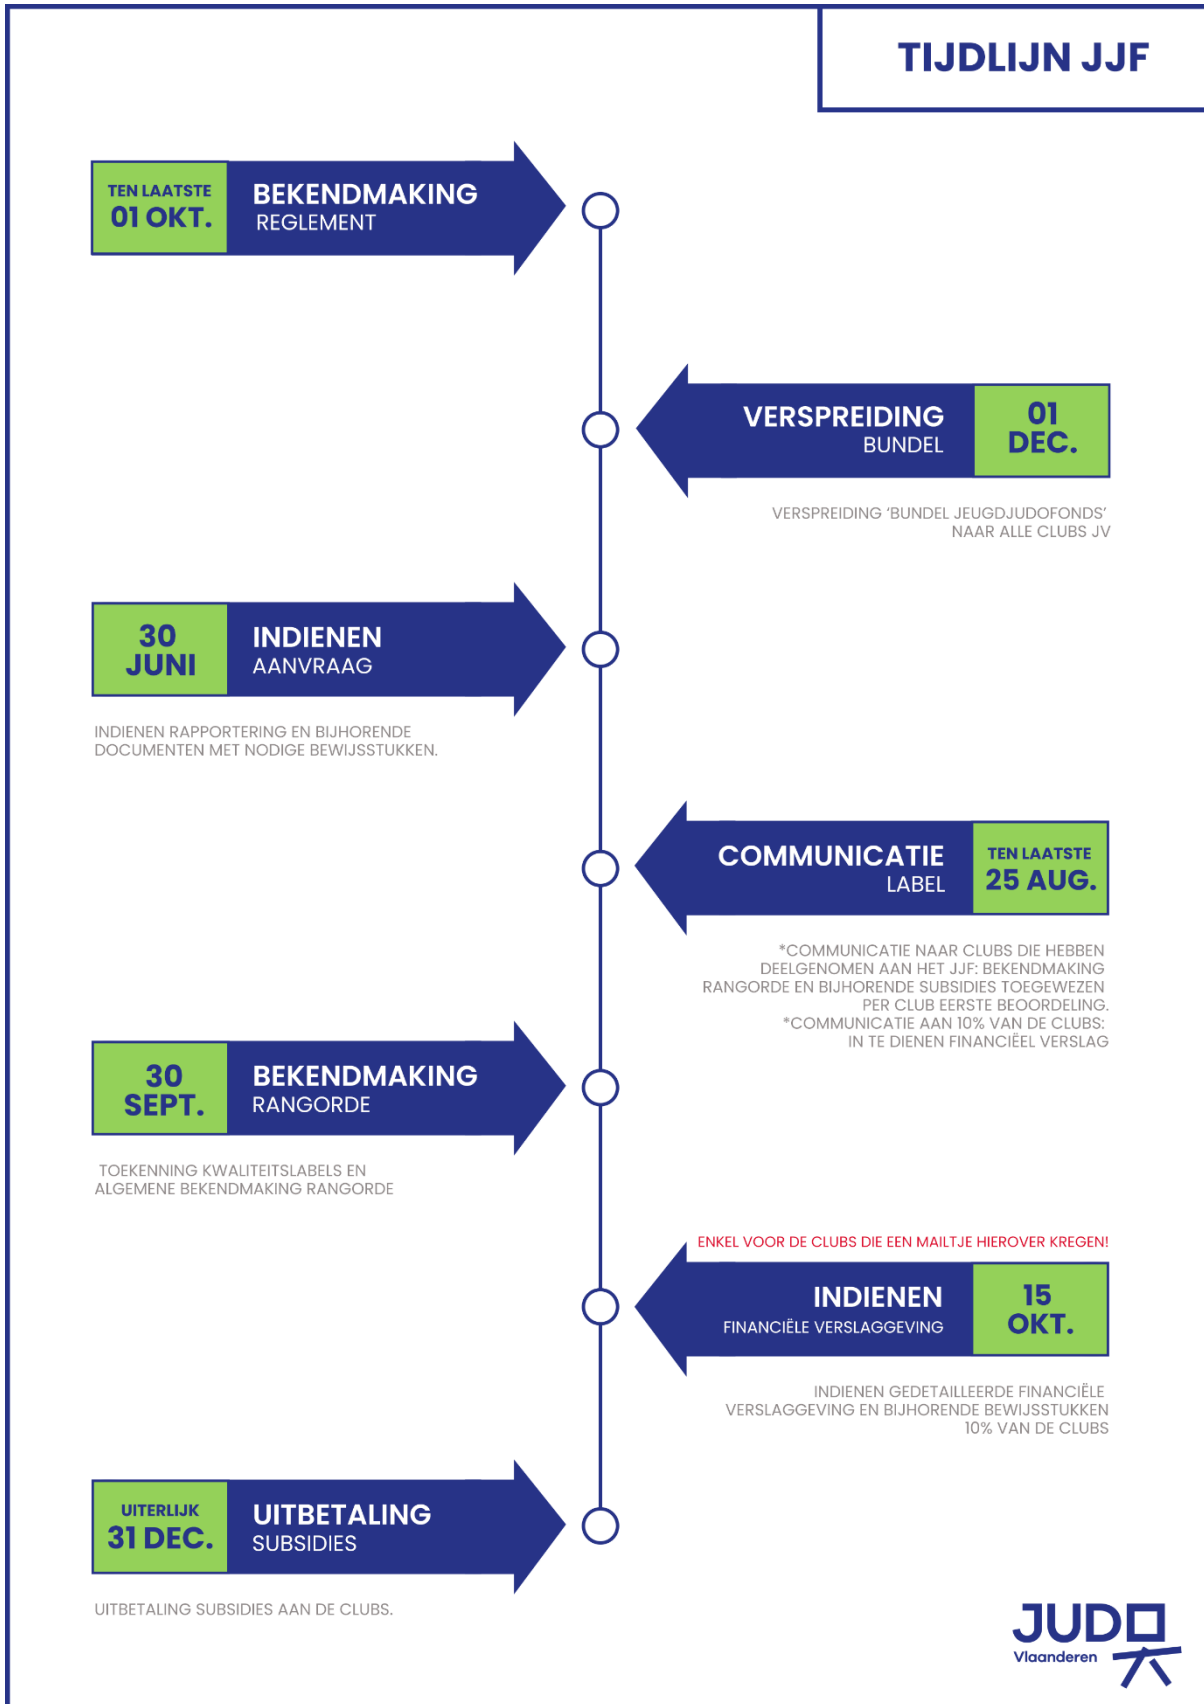 TIJDLIJN JJF
TEN LAATSTE
01 OKT.
BEKENDMAKING
REGLEMENT
VERSPREIDING
BUNDEL
01
DEC.
VERSPREIDING ‘BUNDEL JEUGDJUDOFONDS’
NAAR ALLE CLUBS JV
30
JUNI
INDIENEN
AANVRAAG
INDIENEN RAPPORTERING EN BIJHORENDE
DOCUMENTEN MET NODIGE BEWIJSSTUKKEN.
COMMUNICATIE
LABEL
TEN LAATSTE
25 AUG.
*COMMUNICATIE NAAR CLUBS DIE HEBBEN
DEELGENOMEN AAN HET JJF: BEKENDMAKING
RANGORDE EN BIJHORENDE SUBSIDIES TOEGEWEZEN
PER CLUB EERSTE BEOORDELING.
*COMMUNICATIE AAN 10% VAN DE CLUBS:
IN TE DIENEN FINANCIËEL VERSLAG
30
SEPT.
BEKENDMAKING
RANGORDE
TOEKENNING KWALITEITSLABELS EN
ALGEMENE BEKENDMAKING RANGORDE
ENKEL VOOR DE CLUBS DIE EEN MAILTJE HIEROVER KREGEN!
INDIENEN
FINANCIËLE VERSLAGGEVING
15
OKT.
INDIENEN GEDETAILLEERDE FINANCIËLE
VERSLAGGEVING EN BIJHORENDE BEWIJSSTUKKEN
10% VAN DE CLUBS
UITERLIJK
31 DEC.
UITBETALING
SUBSIDIES
UITBETALING SUBSIDIES AAN DE CLUBS.
JUDO
Vlaanderen